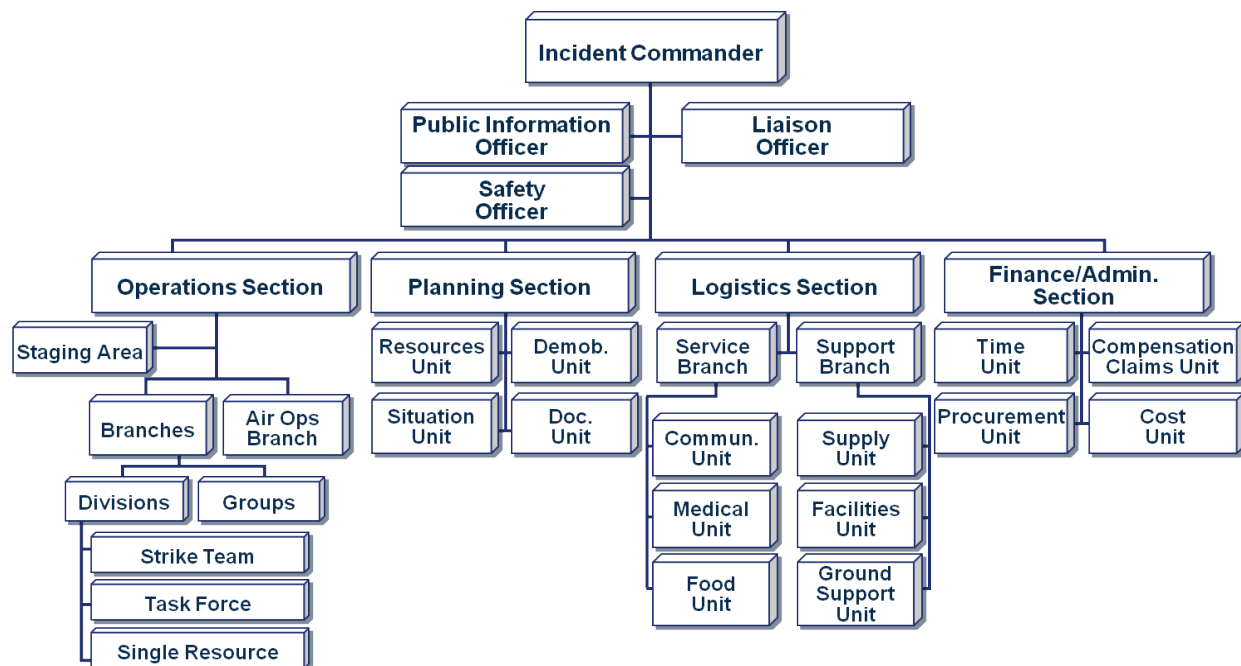 Incident Commander
Public Information
Officer
Liaison
Officer
Safety
Officer
Operations Section
Planning Section
Logistics Section
Finance/Admin.
Section
Staging Area
Branches
Air Ops
Branch
Divisions
Groups
Strike Team
Task Force
Single Resource
Resources
Unit
Demob.
Unit
Situation
Unit
Doc.
Unit
Service
Branch
Support
Branch
Commun.
Unit
Medical
Unit
Food
Unit
Supply
Unit
Facilities
Unit
Ground
Support
Unit
Time
Unit
Compensation
Claims Unit
Procurement
Unit
Cost
Unit